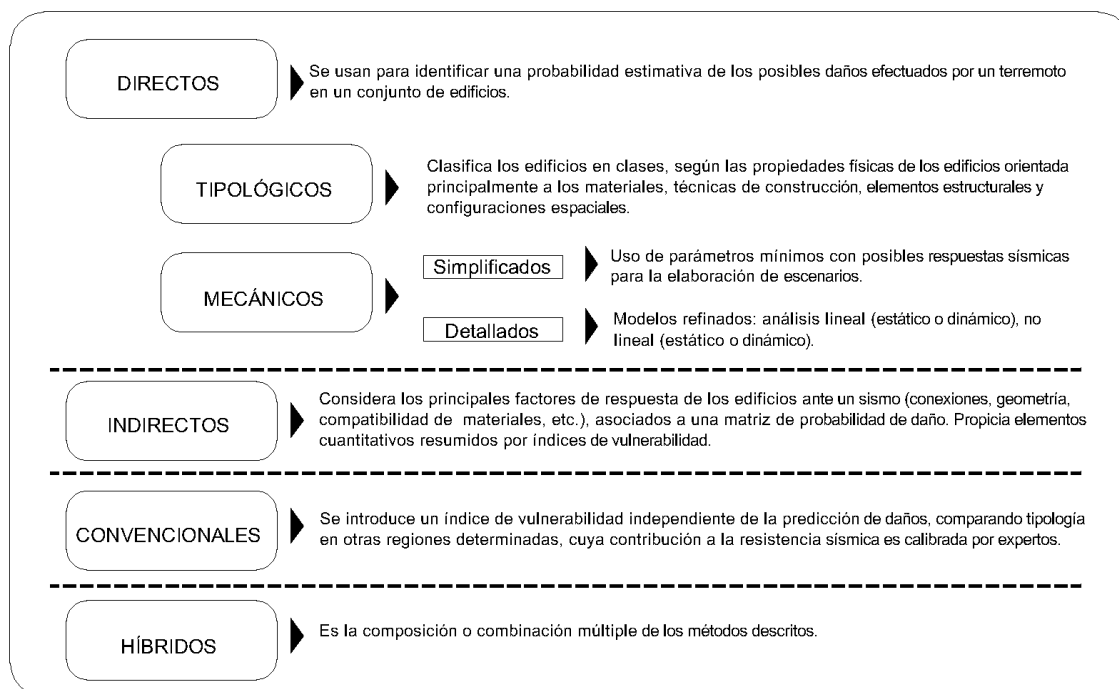 DIRECTOS
Se usan para identificar una probabilidad estimativa de los posibles daños efectuados por un terremoto
en un conjunto de edificios.
TIPOLÓGICOS
Clasifica los edificios en clases, según las propiedades físicas de los edificios orientada
principalmente a los materiales, técnicas de construcción, elementos estructurales y
configuraciones espaciales.
MECÁNICOS
Simplificados
Uso de parámetros mínimos con posibles respuestas sísmicas
para la elaboración de escenarios.
Detallados
Modelos refinados: análisis lineal (estático o dinámico), no
lineal (estático o dinámico).
INDIRECTOS
Considera los principales factores de respuesta de los edificios ante un sismo (conexiones, geometría,
compatibilidad de materiales, etc.), asociados a una matriz de probabilidad de daño. Propicia elementos
cuantitativos resumidos por índices de vulnerabilidad.
CONVENCIONALES
Se introduce un índice de vulnerabilidad independiente de la predicción de daños, comparando tipología
en otras regiones determinadas, cuya contribución a la resistencia sísmica es calibrada por expertos.
HÍBRIDOS
Es la composición o combinación múltiple de los métodos descritos.